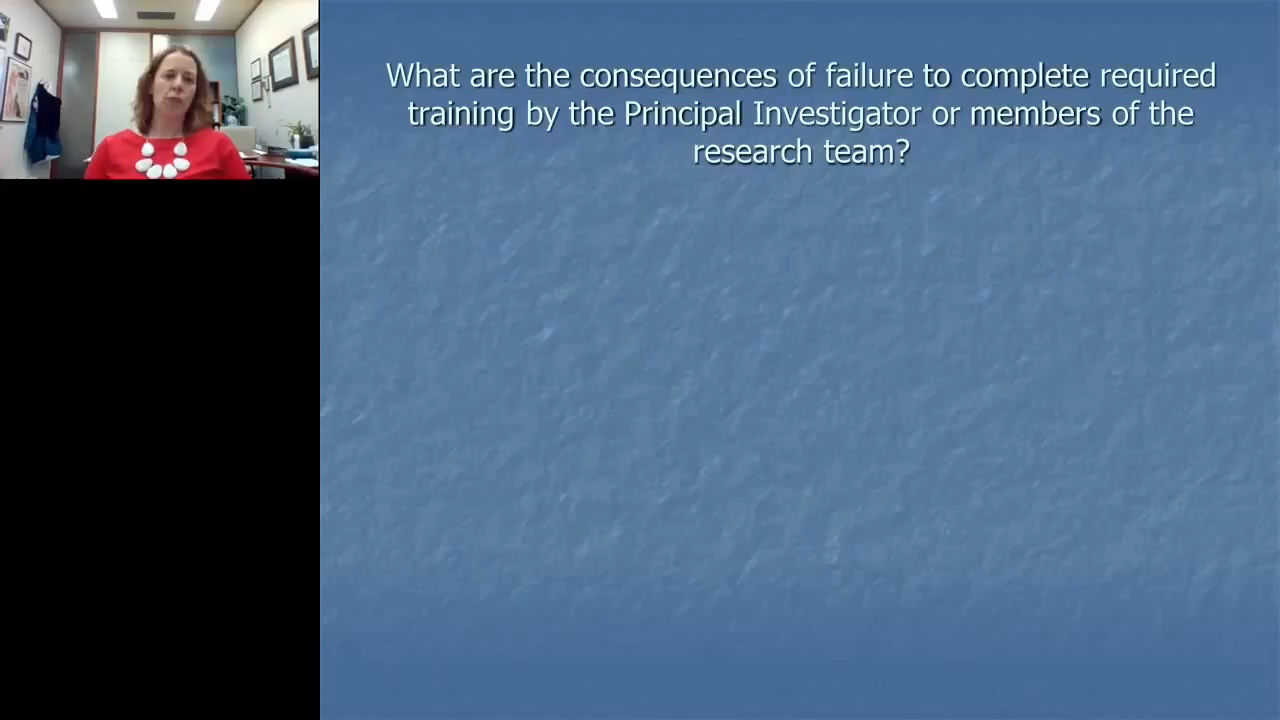 What are the consequences of failure to complete required
training by the Principal Investigator or members of the
research team?